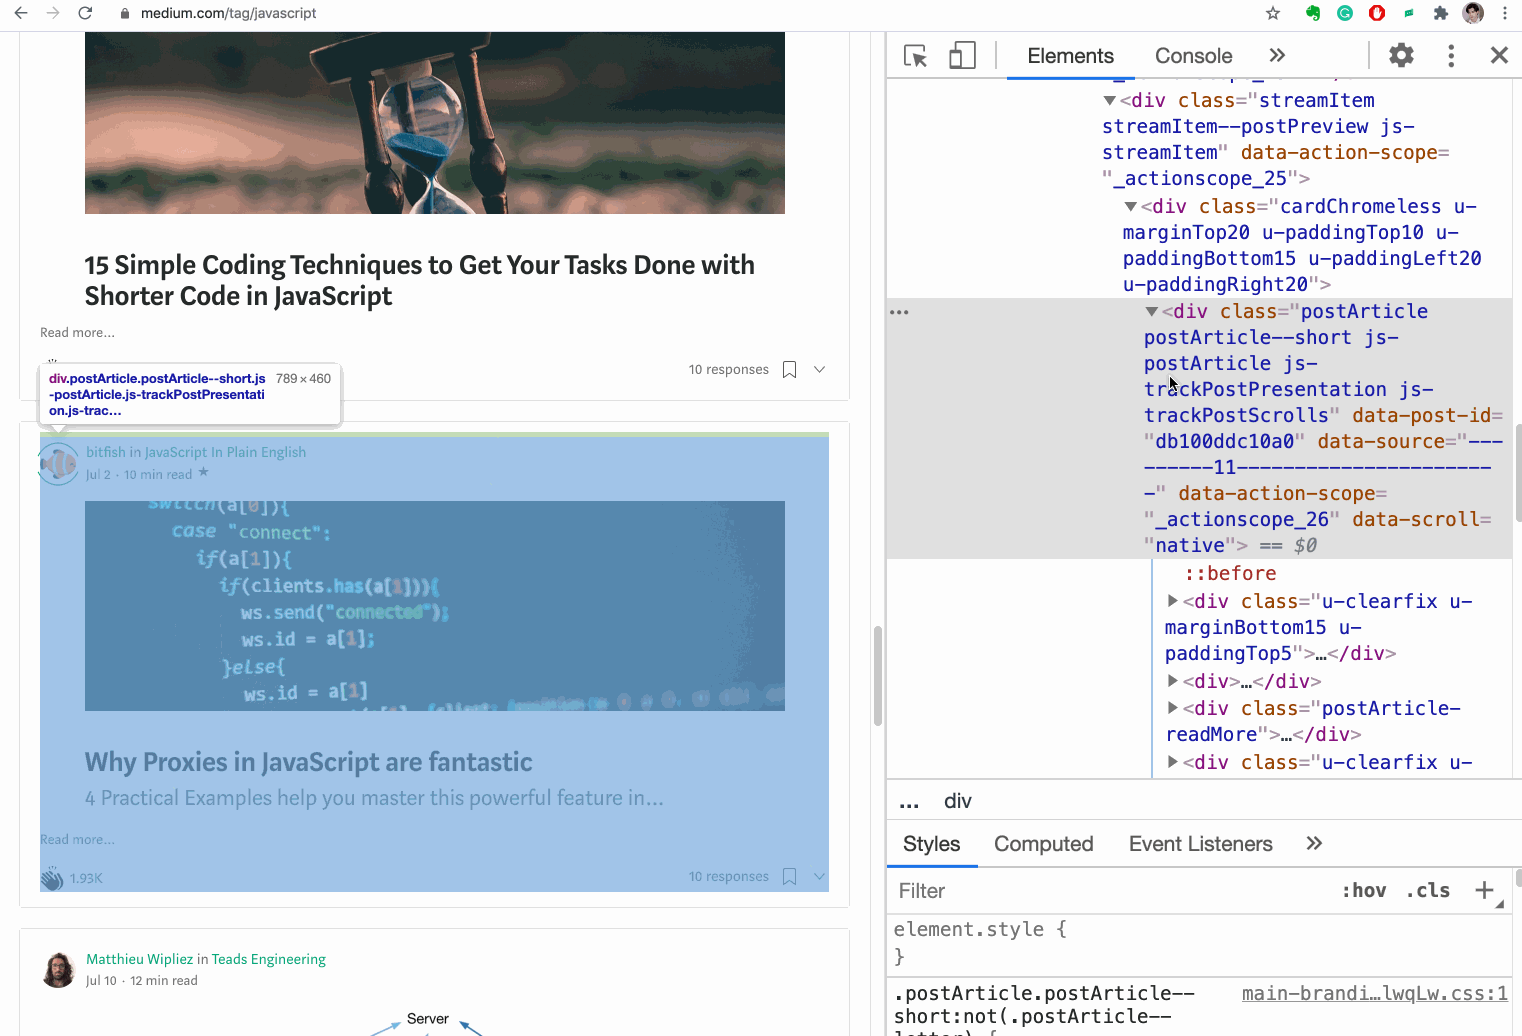 medium.com/tag/javascript
15 Simple Coding Techniques to Get Your Tasks Done with
Shorter Code in JavaScript
Read more...
10 responses
div.postArticle.postArticle--short.js
-postArticle.js-trackPostPresentati
on.js-trac...
789 × 460
bitfish in JavaScript In Plain English
Jul 2 · 10 min read ★
switch(a[0]){
case "connect":
if(a[1]){
if(clients.has(a[1])){
ws.send("connected");
ws.id = a[1];
}else{
ws.id = a[1]
Why Proxies in JavaScript are fantastic
4 Practical Examples help you master this powerful feature in...
Read more...
1.93K
10 responses
Matthieu Wipliez in Teads Engineering
Jul 10 · 12 min read
Server
Elements Console »
▼<div class="streamItem
streamItem--postPreview js-
streamItem" data-action-scope=
"_actionscope_25">
▼<div class="cardChromeless u-
marginTop20 u-paddingTop10 u-
paddingBottom15 u-paddingLeft20
u-paddingRight20">
▼<div class="postArticle
postArticle--short js-
postArticle js-
trackPostPresentation js-
trackPostScrolls" data-post-id=
"db100ddc10a0" data-source="---
------11----------------------
-" data-action-scope=
"_actionscope_26" data-scroll=
"native"> == $0
::before
▶<div class="u-clearfix u-
marginBottom15 u-
paddingTop5">…</div>
▶<div>…</div>
▶<div class="postArticle-
readMore">…</div>
▶<div class="u-clearfix u-
... div
Styles Computed Event Listeners »
Filter :hov .cls +
element.style {
}
.postArticle.postArticle-- main-brandi…lwqLw.css:1
short:not(.postArticle--